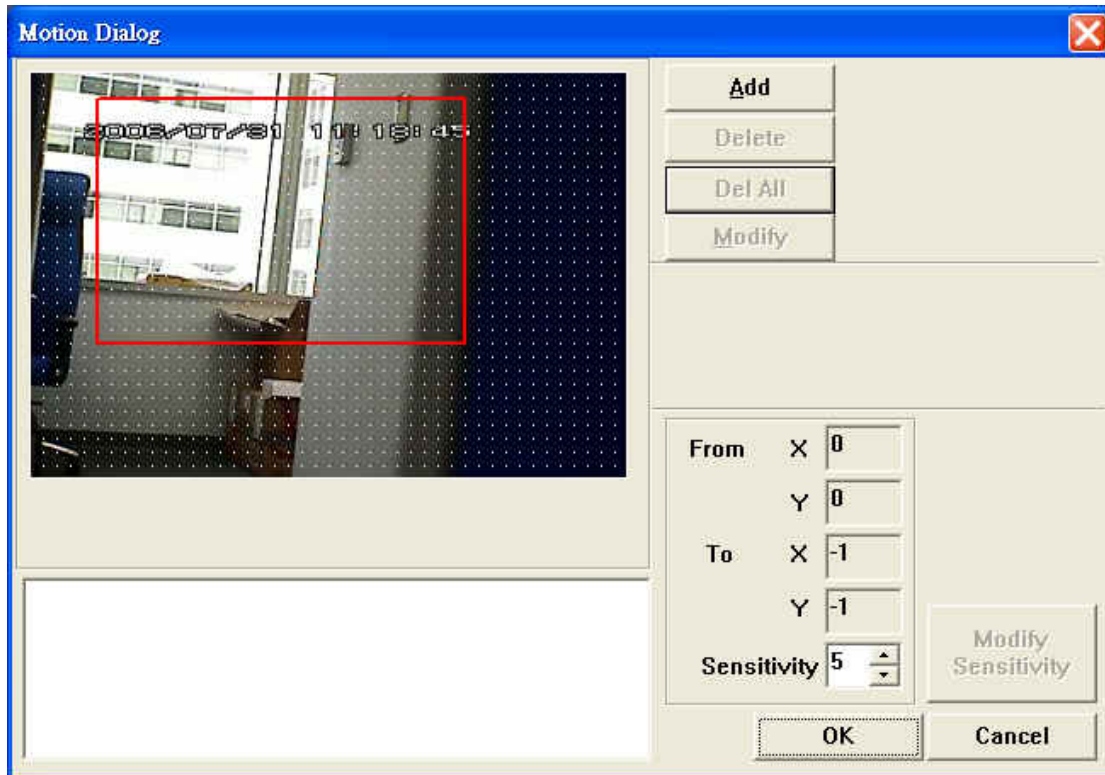 Motion Dialog
2006/07/31 11:18:45
Add
Delete
Del All
Modify
From X 0
Y 0
To X -1
Y -1
Sensitivity 5
Modify
Sensitivity
OK
Cancel